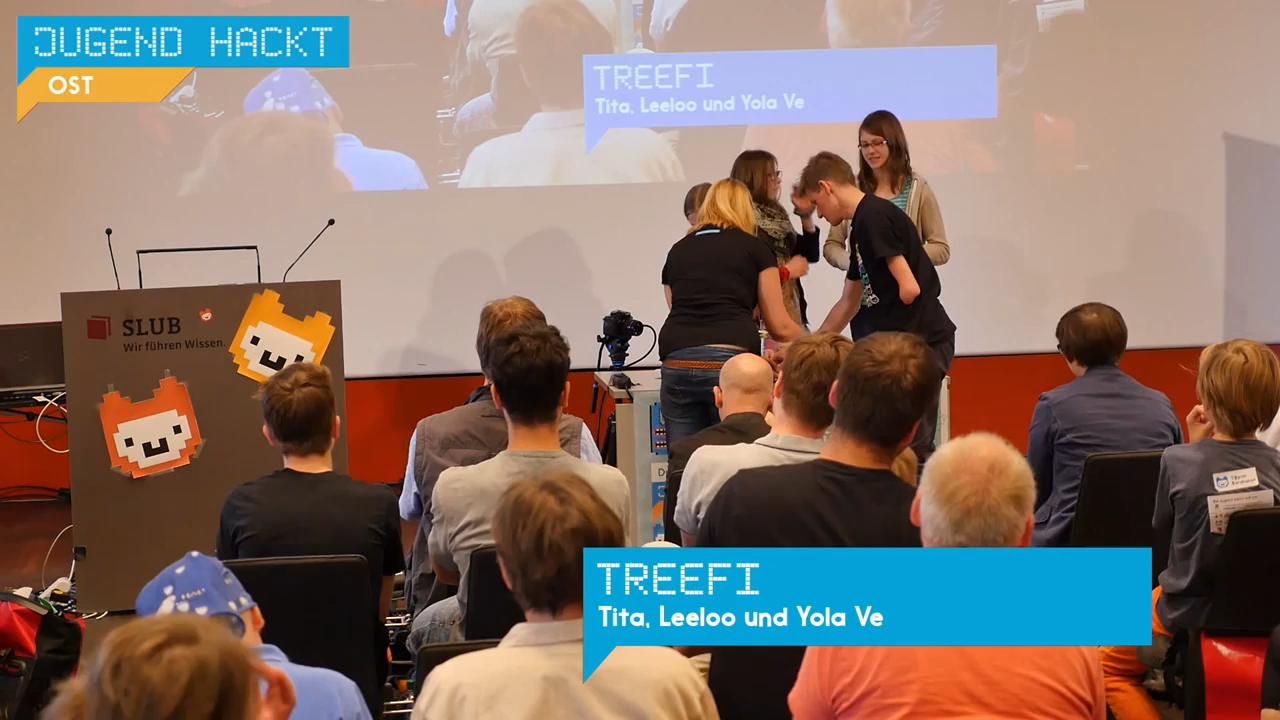 JUGEND HACKT
OST
TREEFI
Tita, Leeloo und Yola Ve
SLUB
Wir führen Wissen.
TREEFI
Tita, Leeloo und Yola Ve